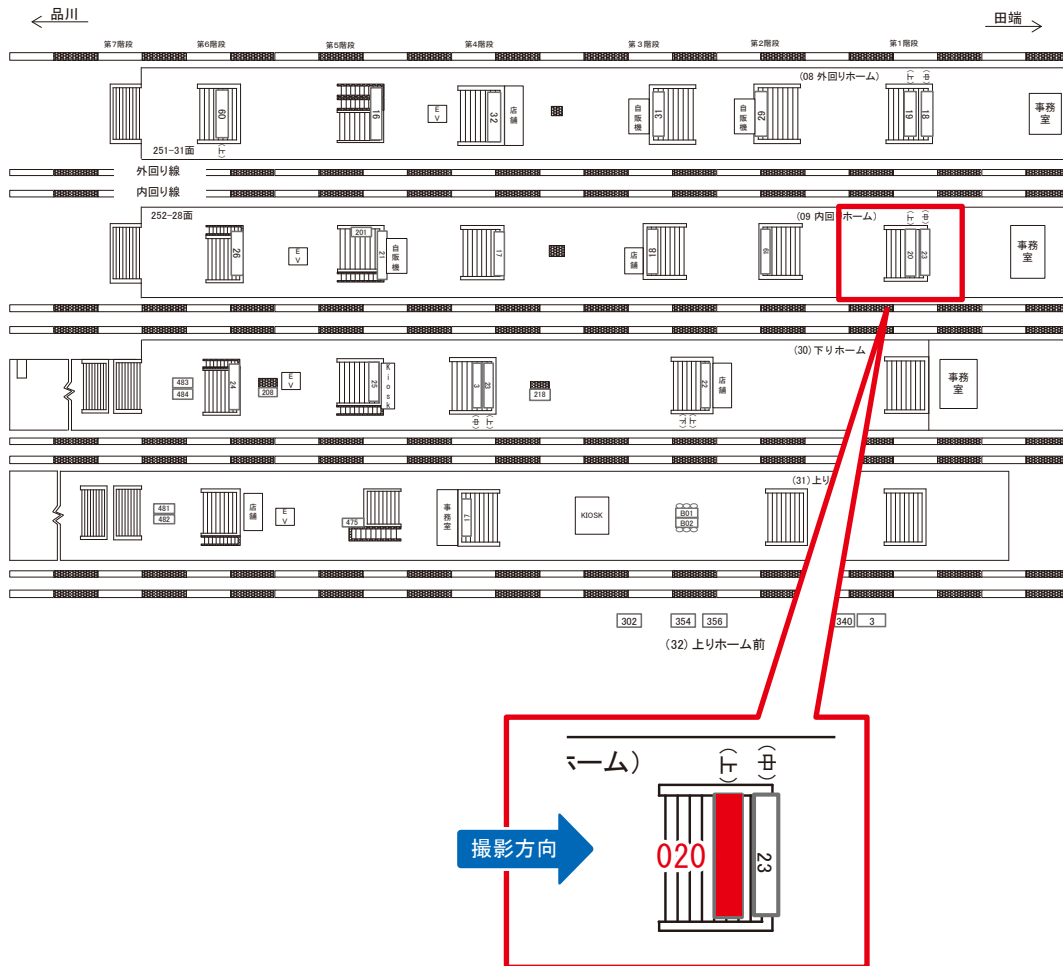 品川
田端
第7階段
第6階段
第5階段
第4階段
第3階段
第2階段
第1階段
(08 外回りホーム)
(上)
(中)
60
(上)
16
EV
32
店舗
自販機
31
自販機
29
19
18
事務室
251-31面
外回り線
内回り線
252-28面
(09 内回りホーム)
(上)
(中)
26
EV
201
21
自販機
17
店舗
18
20
23
事務室
(30)下りホーム
483
484
24
208
EV
25
Kiosk
3
23
(中)
(上)
218
22
(下)
(上)
店舗
事務室
(31)上り
481
482
店舗
EV
475
事務室
17
KIOSK
B01
B02
302
354
356
340
3
(32)上りホーム前
ホーム)
(上)
(中)
撮影方向
020
23